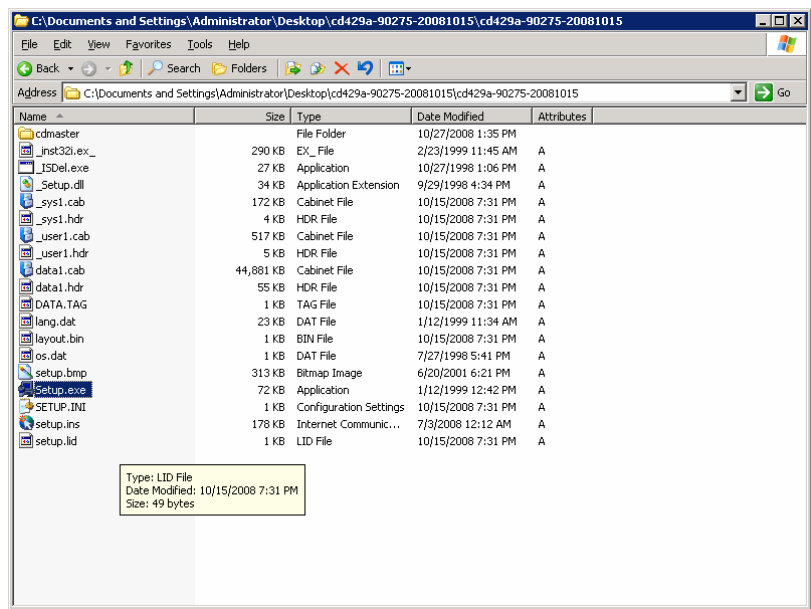 C:\Documents and Settings\Administrator\Desktop\cd429a-90275-20081015\cd429a-90275-20081015
File Edit View Favorites Tools Help
Back Search Folders
Address C:\Documents and Settings\Administrator\Desktop\cd429a-90275-20081015\cd429a-90275-20081015 Go
Name Size Type Date Modified Attributes
cdmaster File Folder 10/27/2008 1:35 PM
_inst32i.ex_ 290 KB EX_ File 2/23/1999 11:45 AM A
_ISDel.exe 27 KB Application 10/27/1998 1:06 PM A
_Setup.dll 34 KB Application Extension 9/29/1998 4:34 PM A
_sys1.cab 172 KB Cabinet File 10/15/2008 7:31 PM A
_sys1.hdr 4 KB HDR File 10/15/2008 7:31 PM A
_user1.cab 517 KB Cabinet File 10/15/2008 7:31 PM A
_user1.hdr 5 KB HDR File 10/15/2008 7:31 PM A
data1.cab 44,881 KB Cabinet File 10/15/2008 7:31 PM A
data1.hdr 55 KB HDR File 10/15/2008 7:31 PM A
DATA.TAG 1 KB TAG File 10/15/2008 7:31 PM A
lang.dat 23 KB DAT File 1/12/1999 11:34 AM A
layout.bin 1 KB BIN File 10/15/2008 7:31 PM A
os.dat 1 KB DAT File 7/27/1998 5:41 PM A
setup.bmp 313 KB Bitmap Image 6/20/2001 6:21 PM A
Setup.exe 72 KB Application 1/12/1999 12:42 PM A
SETUP.INI 1 KB Configuration Settings 10/15/2008 7:31 PM A
setup.ins 178 KB Internet Communic... 7/3/2008 12:12 AM A
setup.lid 1 KB LID File 10/15/2008 7:31 PM A
Type: LID File
Date Modified: 10/15/2008 7:31 PM
Size: 49 bytes